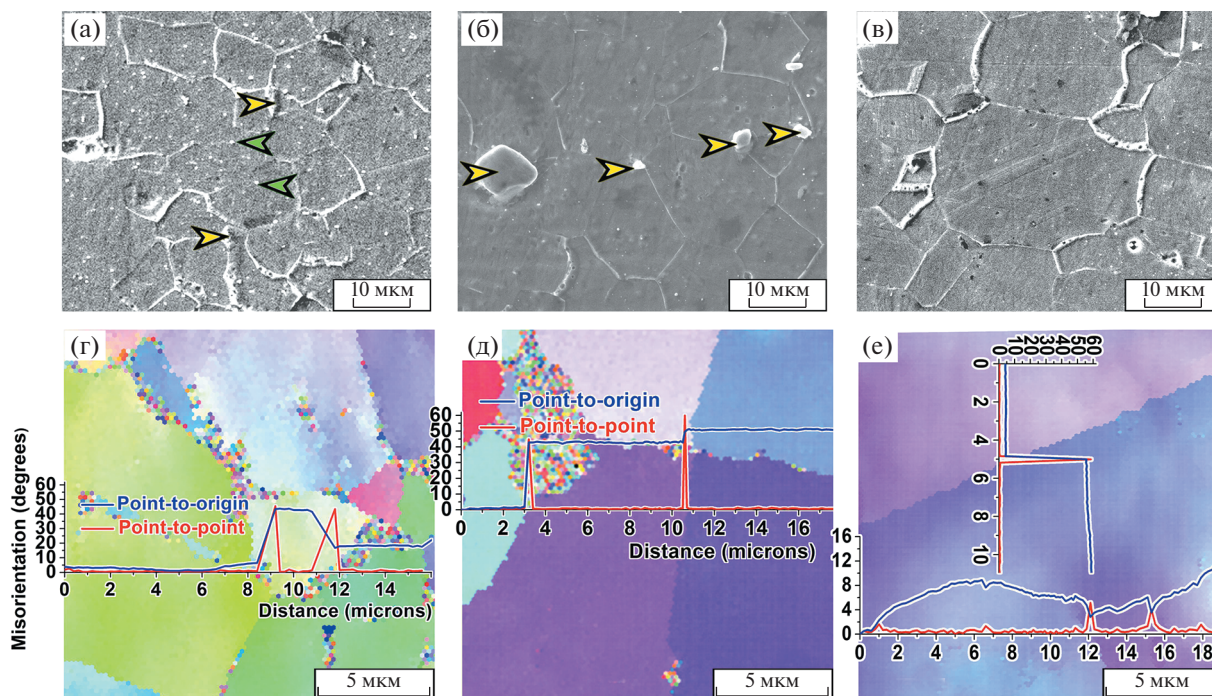 (а)
(б)
(в)
10 мкм
10 мкм
10 мкм
(г)
(д)
(е)
Misorientation (degrees)
60
50
40
30
20
10
0
Point-to-origin
Point-to-point
0 2 4 6 8 10 12 14
Distance (microns)
5 мкм
60
50
40
30
20
10
0
Point-to-origin
Point-to-point
0 2 4 6 8 10 12 14 16
Distance (microns)
5 мкм
0 10 20 30 40 50 60
0
2
4
6
8
10
16
12
8
4
0
0 2 4 6 8 10 12 14 16 18
5 мкм